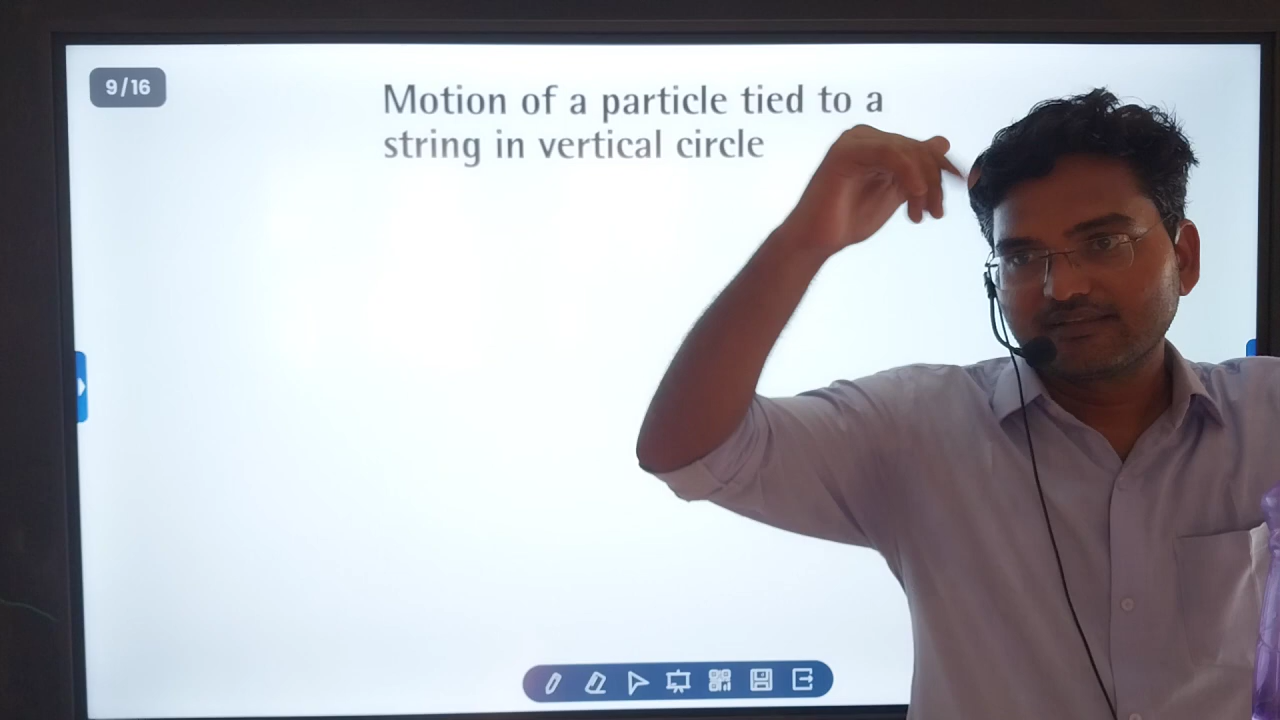 9/16
Motion of a particle tied to a
string in vertical circle